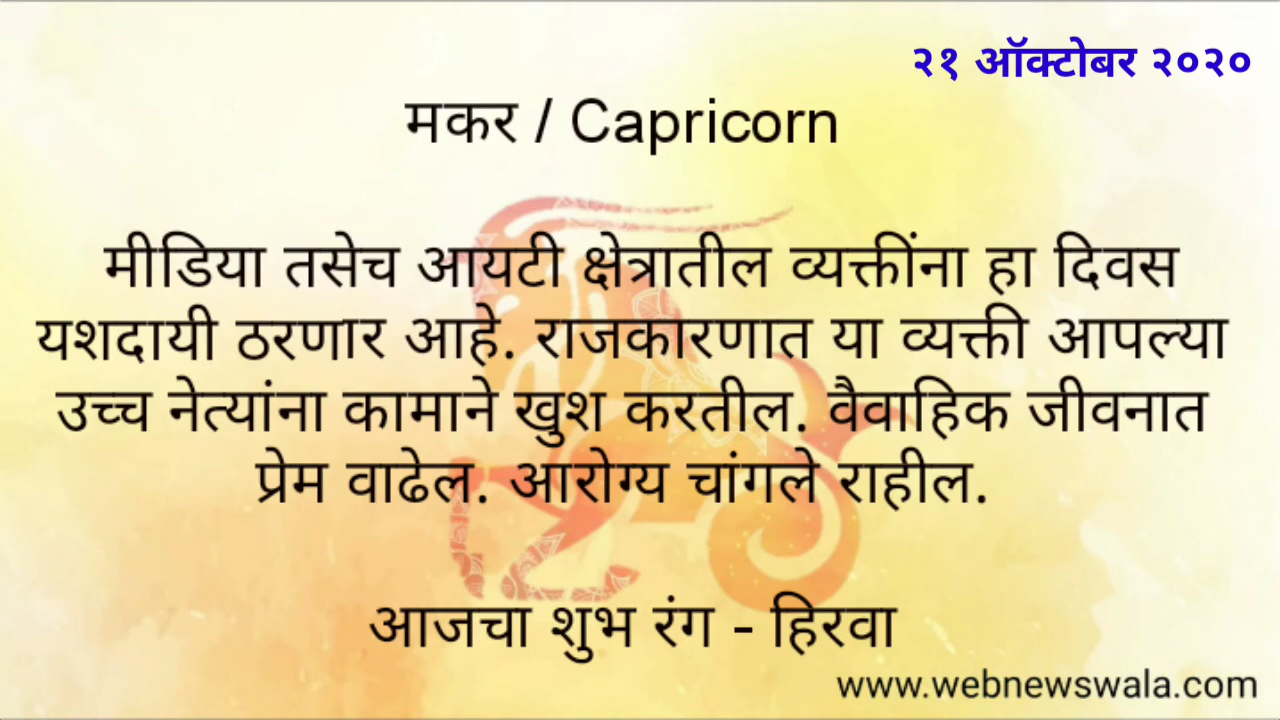 २१ ऑक्टोबर २०२०
मकर / Capricorn
मीडिया तसेच आयटी क्षेत्रातील व्यक्तींना हा दिवस
यशदायी ठरणार आहे. राजकारणात या व्यक्ती आपल्या
उच्च नेत्यांना कामाने खुश करतील. वैवाहिक जीवनात
प्रेम वाढेल. आरोग्य चांगले राहील.
आजचा शुभ रंग - हिरवा
www.webnewswala.com